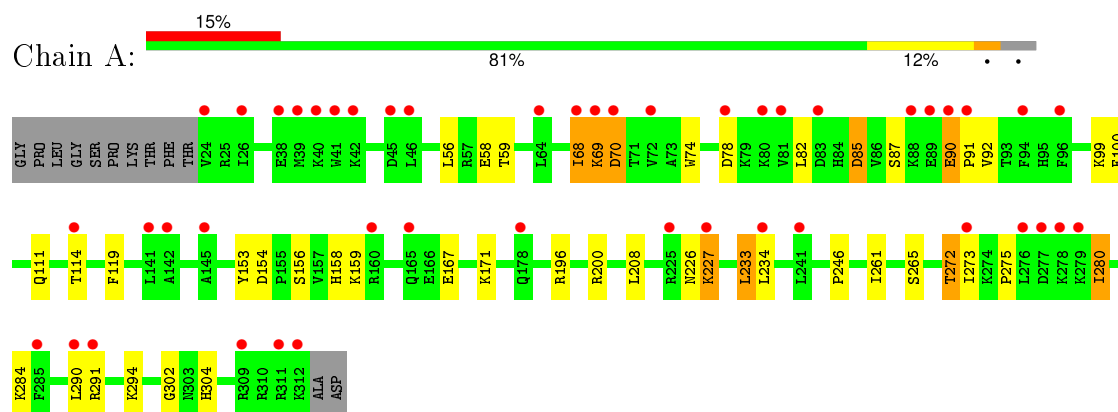 15%
Chain A:
81%
12%
•
•
GLY PRO LEU GLY SER PRO LYS THR PHE THR V24 R25 I26 E38 M39 K40 W41 K42 D45 L46 L56 R57 E58 T59 L64 I68 K69 D70 T71 V72 A73 W74 D78 K79 K80 V81 L82 D83 H84 D85 V86 S87 K88 E89 E90 P91 V92 T93 F94 H95 F96 K99
Q111 T114 F119 L141 A142 A145 Y153 D154 P155 S156 V157 H158 K159 R160 Q165 E166 E167 K171 Q178 R196 R200 L208 R225 N226 K227 L233 L234 L241 P246 I261 S265 T272 I273 K274 P275 L276 D277 K278 K279 I280
K284 F285 L290 R291 K294 G302 N303 H304 R309 R310 R311 K312 ALA ASP